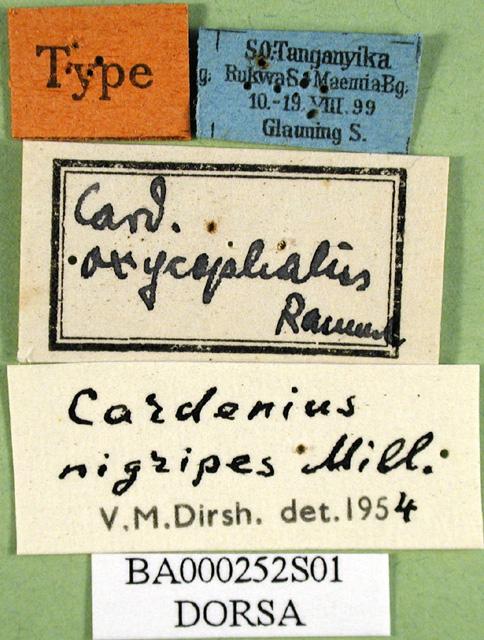 Type
S.O.Tanganyika
g. Rukwa S. Maemia Bg.
10.-19. VIII. 99
Glauning S.
Card.
oxycephalus
Ramme
Cardenius
nigripes Mill.
V.M.Dirsh. det.1954
BA000252S01
DORSA